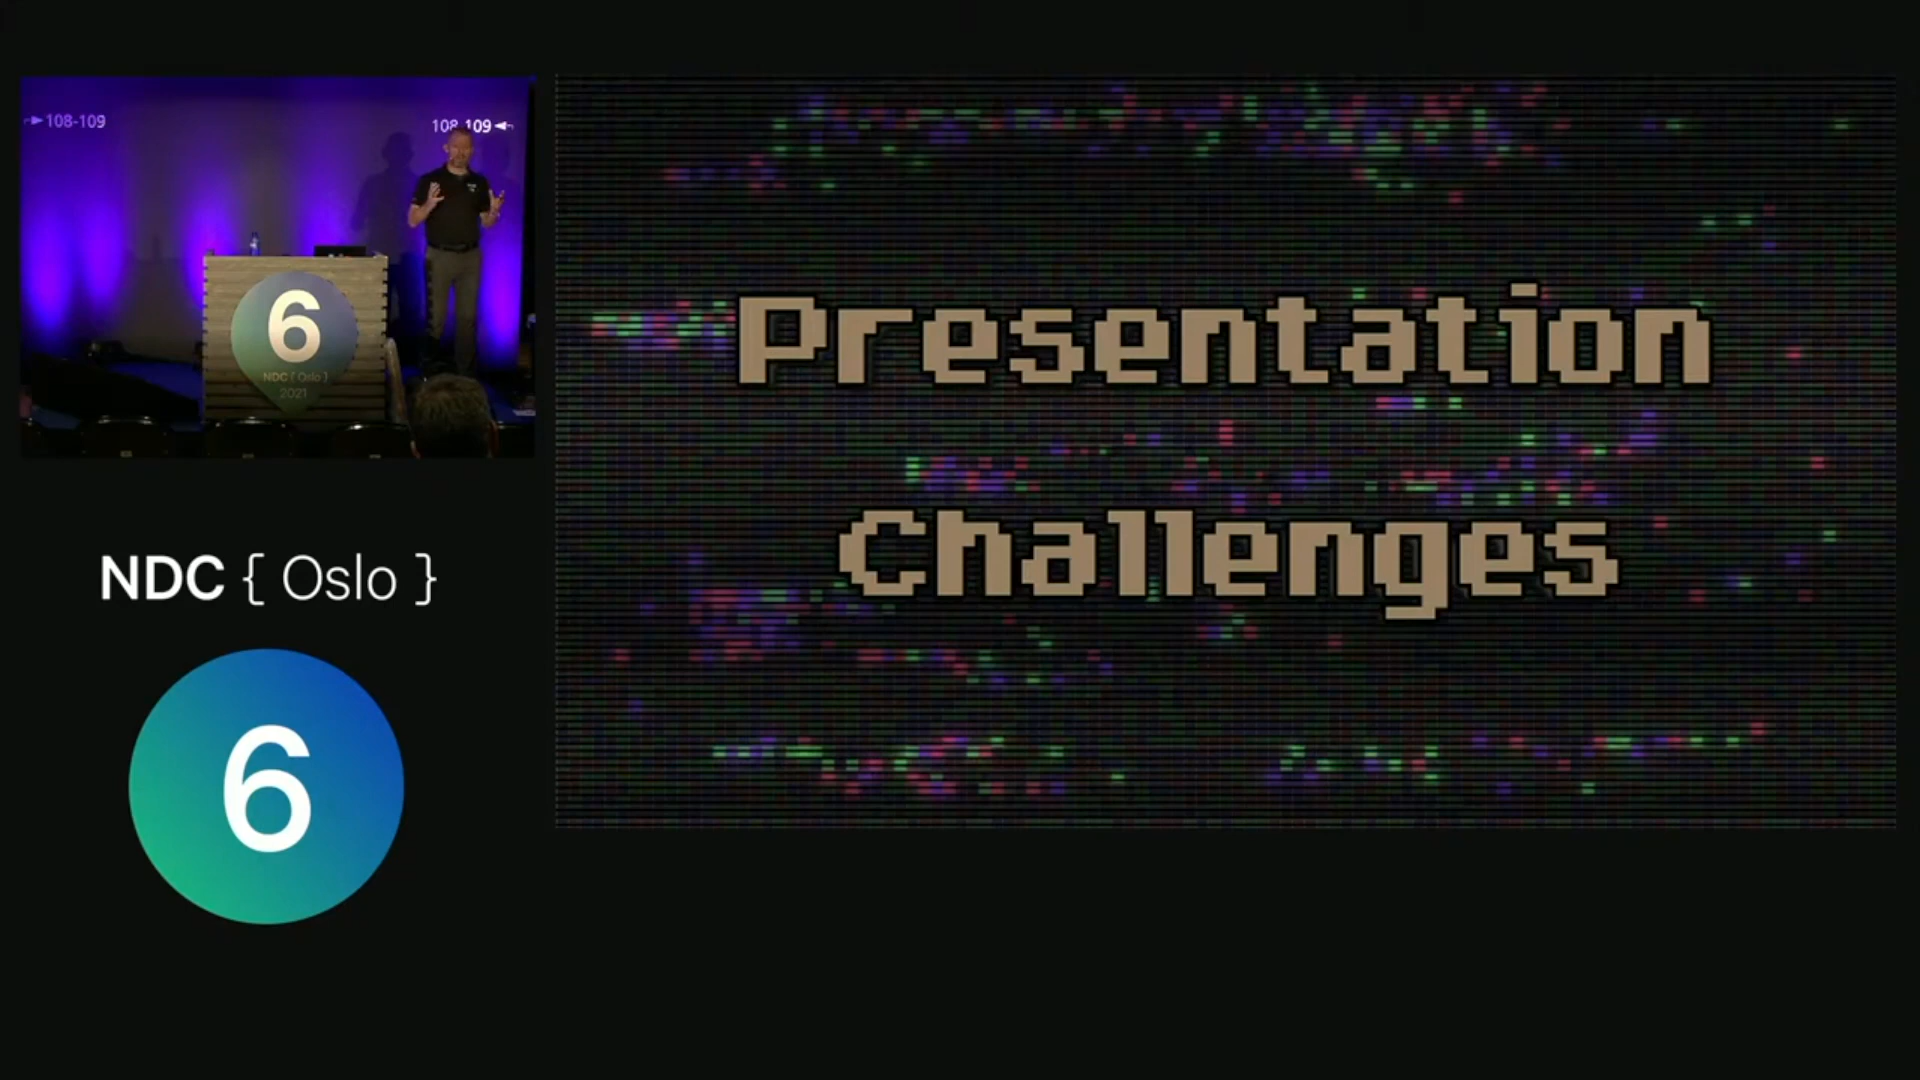 108-109
108-109
6
NDC { Oslo }
2021
NDC { Oslo }
6
Presentation
Challenges